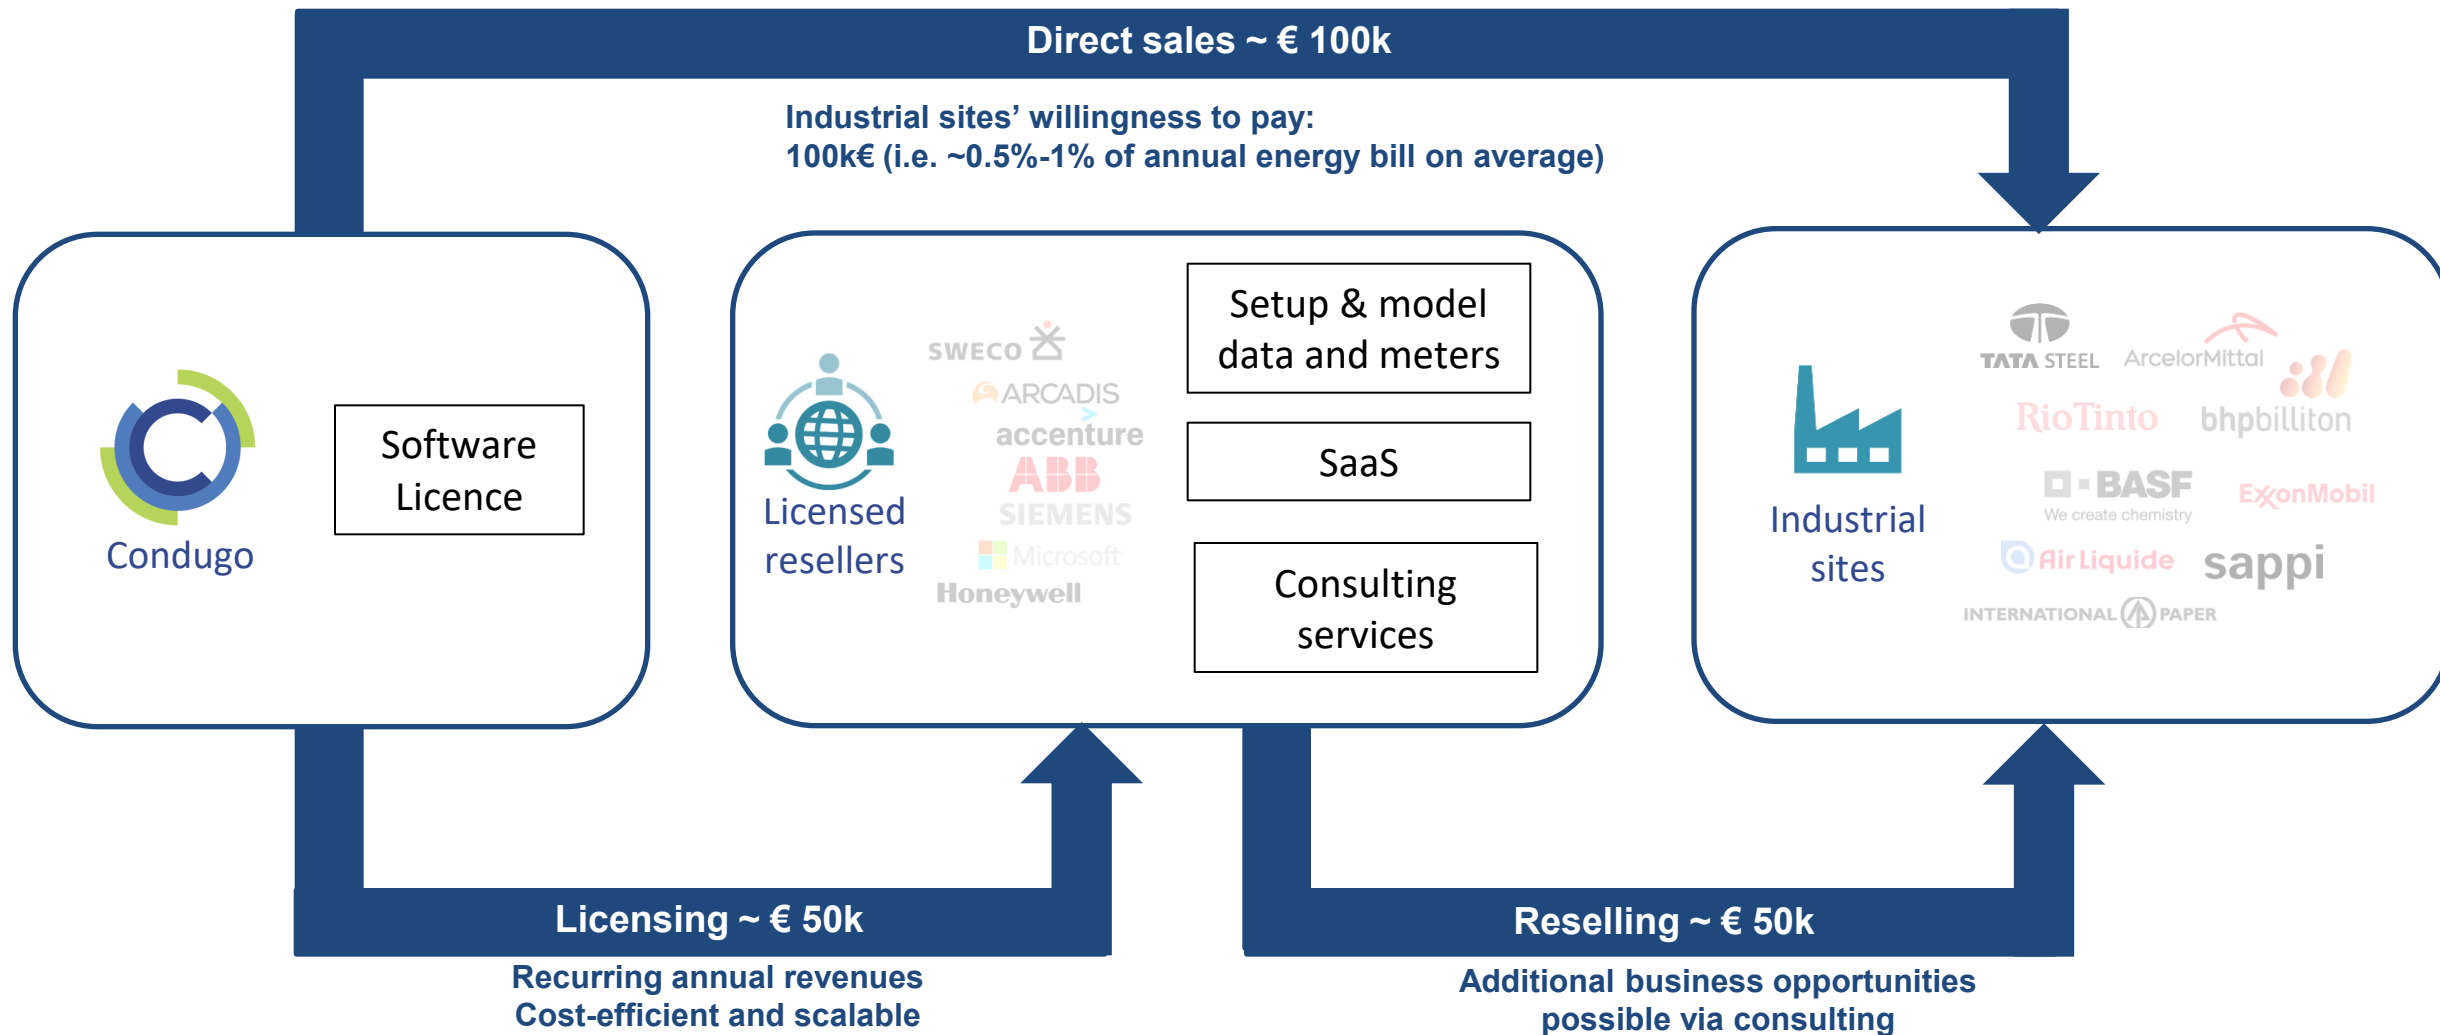 Direct sales ~ € 100k
Industrial sites’ willingness to pay:
100k€ (i.e. ~0.5%-1% of annual energy bill on average)
Condugo
Software
Licence
Licensed
resellers
SWECO
ARCADIS
accenture
ABB
SIEMENS
Microsoft
Honeywell
Setup & model
data and meters
SaaS
Consulting
services
Industrial
sites
TATA STEEL
ArcelorMittal
RioTinto
bhpbilliton
BASF
We create chemistry
ExxonMobil
Air Liquide
sappi
INTERNATIONAL PAPER
Licensing ~ € 50k
Recurring annual revenues
Cost-efficient and scalable
Reselling ~ € 50k
Additional business opportunities
possible via consulting